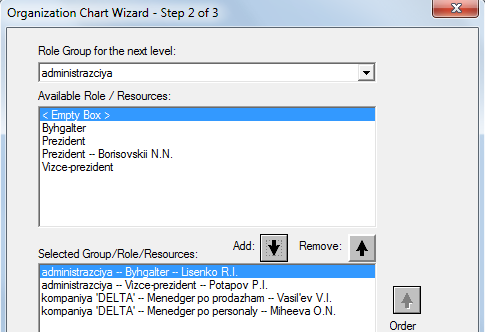 Organization Chart Wizard - Step 2 of 3
Role Group for the next level:
administrazciya
Available Role / Resources:
< Empty Box >
Byhgalter
Prezident
Prezident -- Borisovskii N.N.
Vizce-prezident
Add:
Remove:
Selected Group/Role/Resources:
administrazciya -- Byhgalter -- Lisenko R.I.
administrazciya -- Vizce-prezident -- Potapov P.I.
kompaniya 'DELTA' -- Menedger po prodazham -- Vasil'ev V.I.
kompaniya 'DELTA' -- Menedger po personaly -- Miheeva O.N.
Order